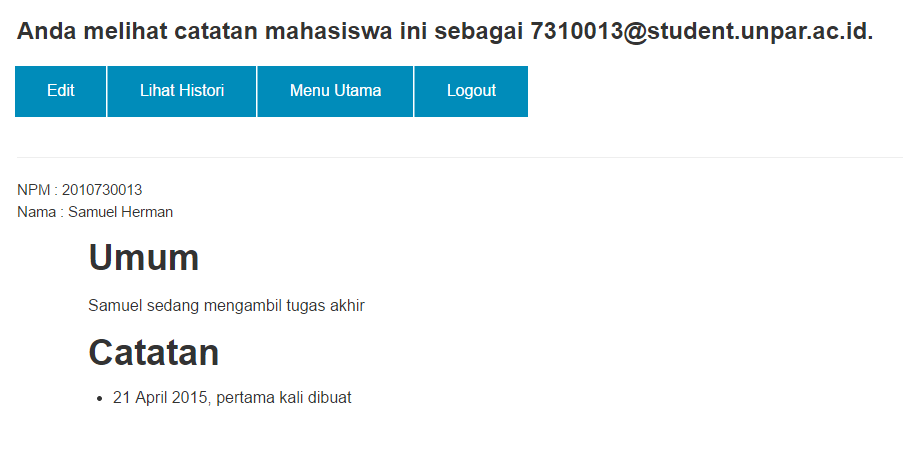 Anda melihat catatan mahasiswa ini sebagai 7310013@student.unpar.ac.id.
Edit Lihat Histori Menu Utama Logout
NPM : 2010730013
Nama : Samuel Herman
Umum
Samuel sedang mengambil tugas akhir
Catatan
• 21 April 2015, pertama kali dibuat